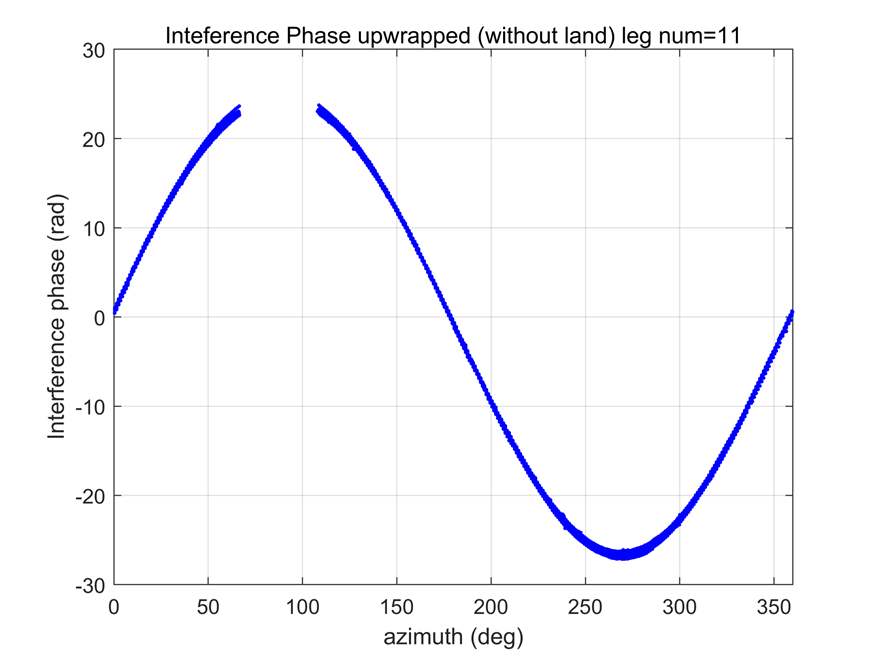 Inteference Phase upwrapped (without land) leg num=11
30
20
10
0
-10
-20
-30
Interference phase (rad)
0 50 100 150 200 250 300 350
azimuth (deg)